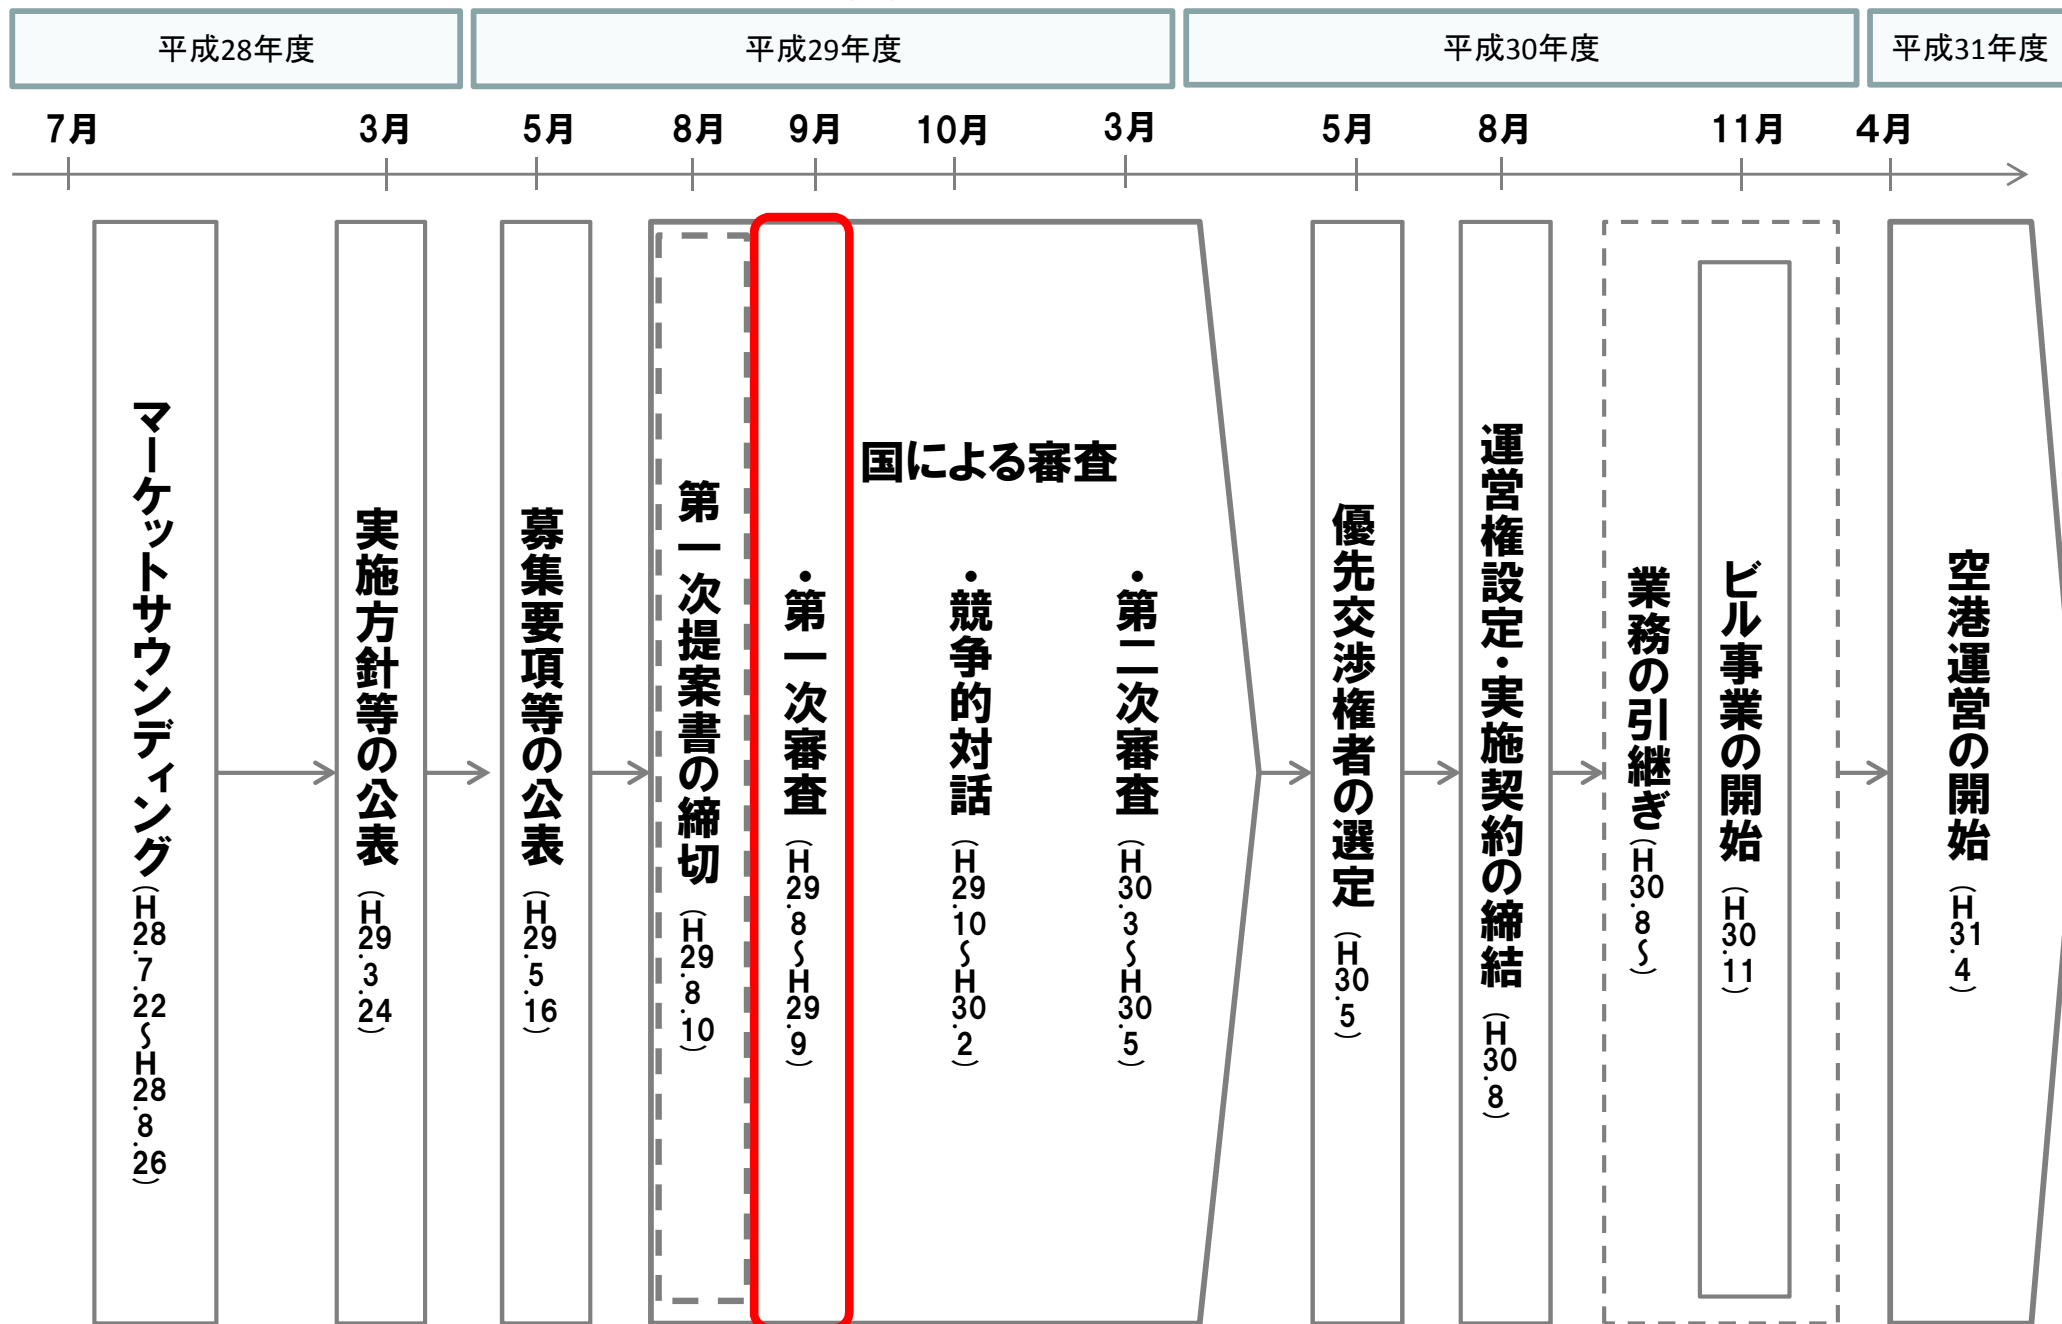 平成28年度
平成29年度
平成30年度
平成31年度
7月
3月
5月
8月
9月
10月
3月
5月
8月
11月
4月
マーケットサウンディング(H28.7.22~H28.8.26)
実施方針等の公表(H29.3.24)
募集要項等の公表(H29.5.16)
第一次提案書の締切(H29.8.10)
国による審査
・第一次審査(H29.8~H29.9)
・競争的対話(H29.10~H30.2)
・第二次審査(H30.3~H30.5)
優先交渉権者の選定(H30.5)
運営権設定・実施契約の締結(H30.8)
業務の引継ぎ(H30.8~)
ビル事業の開始(H30.11)
空港運営の開始(H31.4)